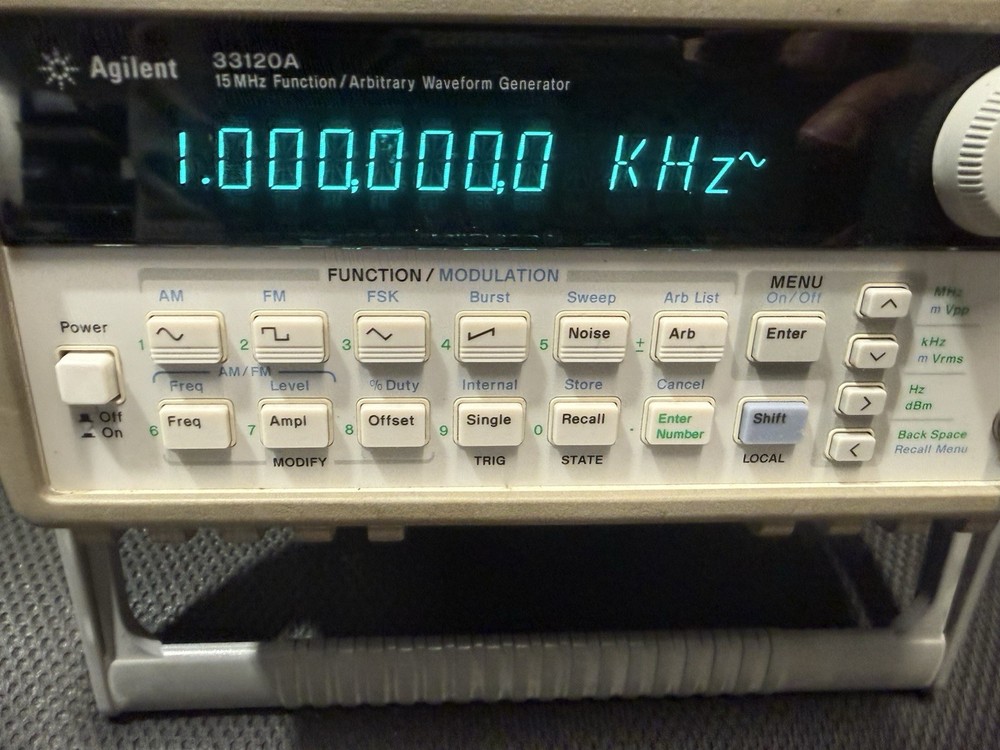 Agilent 33120A
15 MHz Function / Arbitrary Waveform Generator
1.000,000,0 KHz~
FUNCTION / MODULATION
MENU
AM FM FSK Burst Sweep Arb List On/Off
MHz
m Vpp
Power
1 2 3 4 5 Noise ± Arb Enter
kHz
m Vrms
AM/FM
Freq Level % Duty Internal Store Cancel
Hz
dBm
Off
On
6 Freq 7 Ampl 8 Offset 9 Single 0 Recall . Enter Number Shift
Back Space
Recall Menu
MODIFY TRIG STATE LOCAL